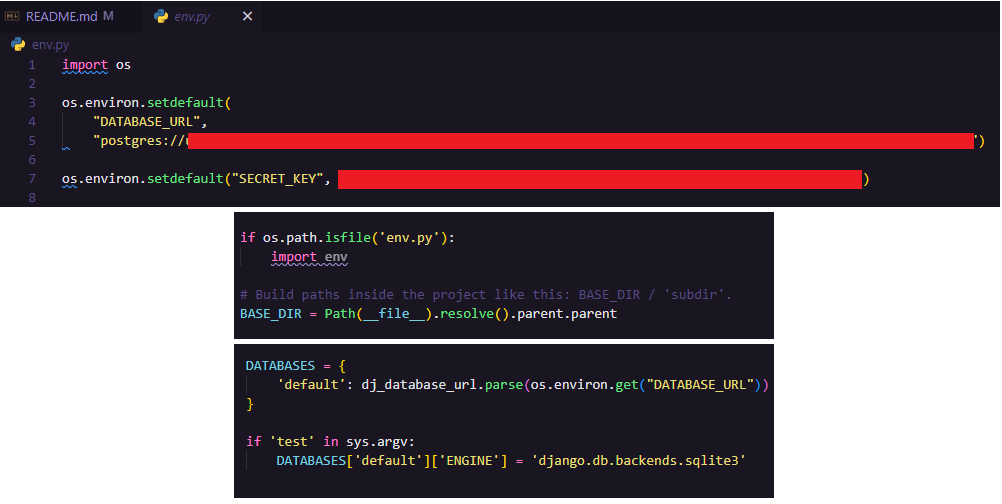 README.md M env.py ✕
env.py
1 import os
2
3 os.environ.setdefault(
4 "DATABASE_URL",
5 "postgres:// ")
6
7 os.environ.setdefault("SECRET_KEY", )
8
if os.path.isfile('env.py'):
import env
# Build paths inside the project like this: BASE_DIR / 'subdir'.
BASE_DIR = Path(__file__).resolve().parent.parent
DATABASES = {
'default': dj_database_url.parse(os.environ.get("DATABASE_URL"))
}
if 'test' in sys.argv:
DATABASES['default']['ENGINE'] = 'django.db.backends.sqlite3'